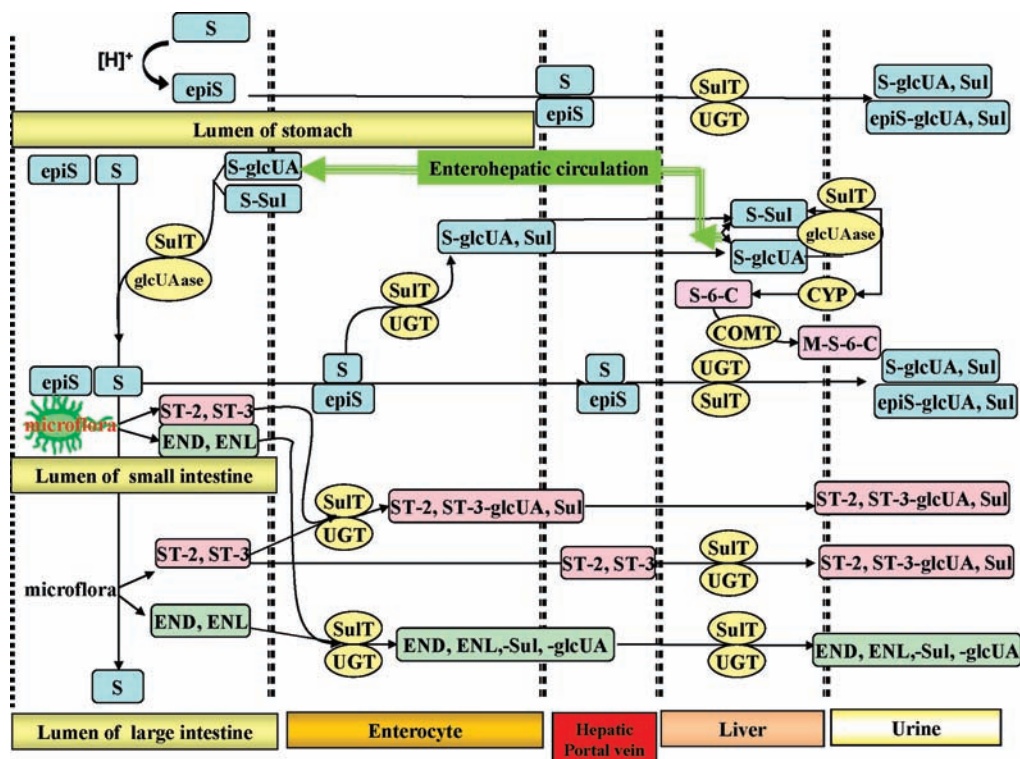 S
[H]⁺
epiS
S
epiS
SulT
UGT
S-glcUA, Sul
epiS-glcUA, Sul
Lumen of stomach
epiS
S
S-glcUA
S-Sul
Enterohepatic circulation
SulT
glcUAase
S-glcUA, Sul
S-Sul
S-glcUA
SulT
glcUAase
SulT
UGT
S-6-C
CYP
COMT
M-S-6-C
epiS
S
S
epiS
S
epiS
UGT
SulT
S-glcUA, Sul
epiS-glcUA, Sul
microflora
ST-2, ST-3
END, ENL
Lumen of small intestine
SulT
UGT
ST-2, ST-3-glcUA, Sul
ST-2, ST-3-glcUA, Sul
ST-2, ST-3
ST-2, ST-3
SulT
UGT
ST-2, ST-3-glcUA, Sul
microflora
END, ENL
SulT
UGT
END, ENL,-Sul, -glcUA
SulT
UGT
END, ENL,-Sul, -glcUA
S
Lumen of large intestine
Enterocyte
Hepatic
Portal vein
Liver
Urine